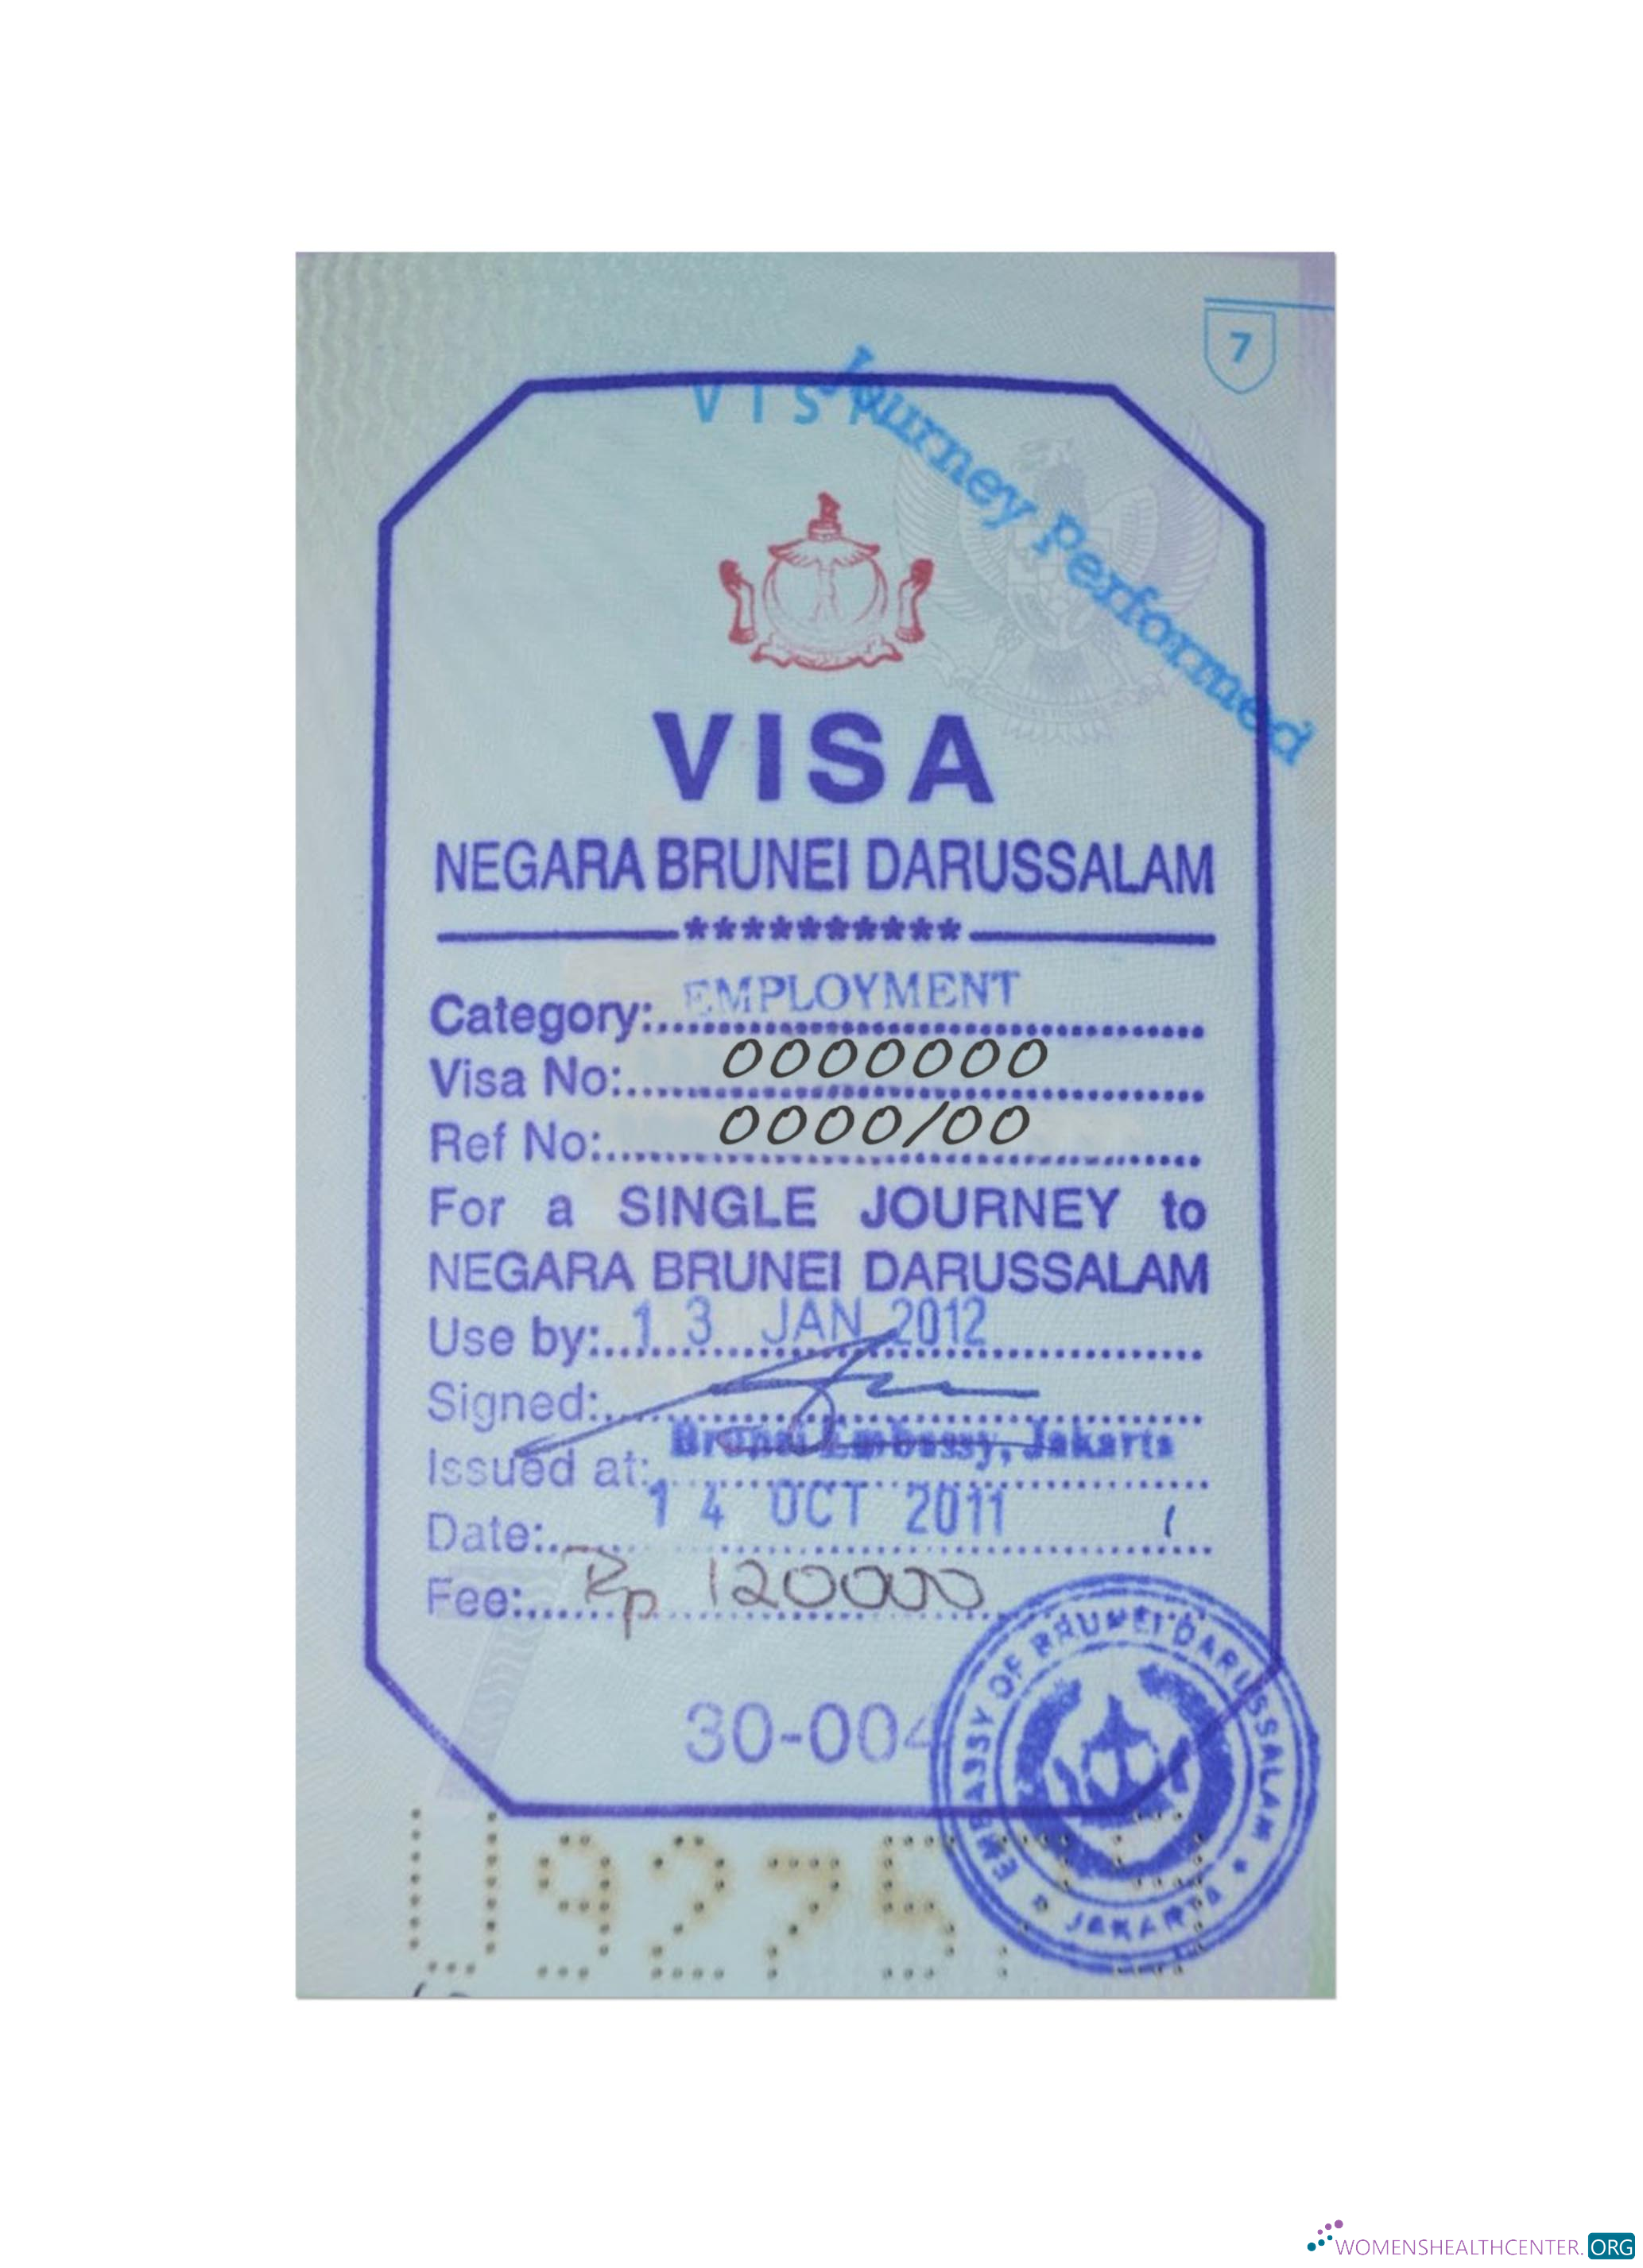 7
VISA
Journey Performed
VISA
NEGARA BRUNEI DARUSSALAM
**********
Category: EMPLOYMENT
Visa No: 0000000
Ref No: 0000/00
For a SINGLE JOURNEY to
NEGARA BRUNEI DARUSSALAM
Use by: 13 JAN 2012
Signed:
Issued at: Brunei Embassy, Jakarta
Date: 14 OCT 2011
Fee: Rp 120000
30-004
EMBASSY OF BRUNEI DARUSSALAM
JAKARTA
U9275
WOMENSHEALTHCENTER.ORG